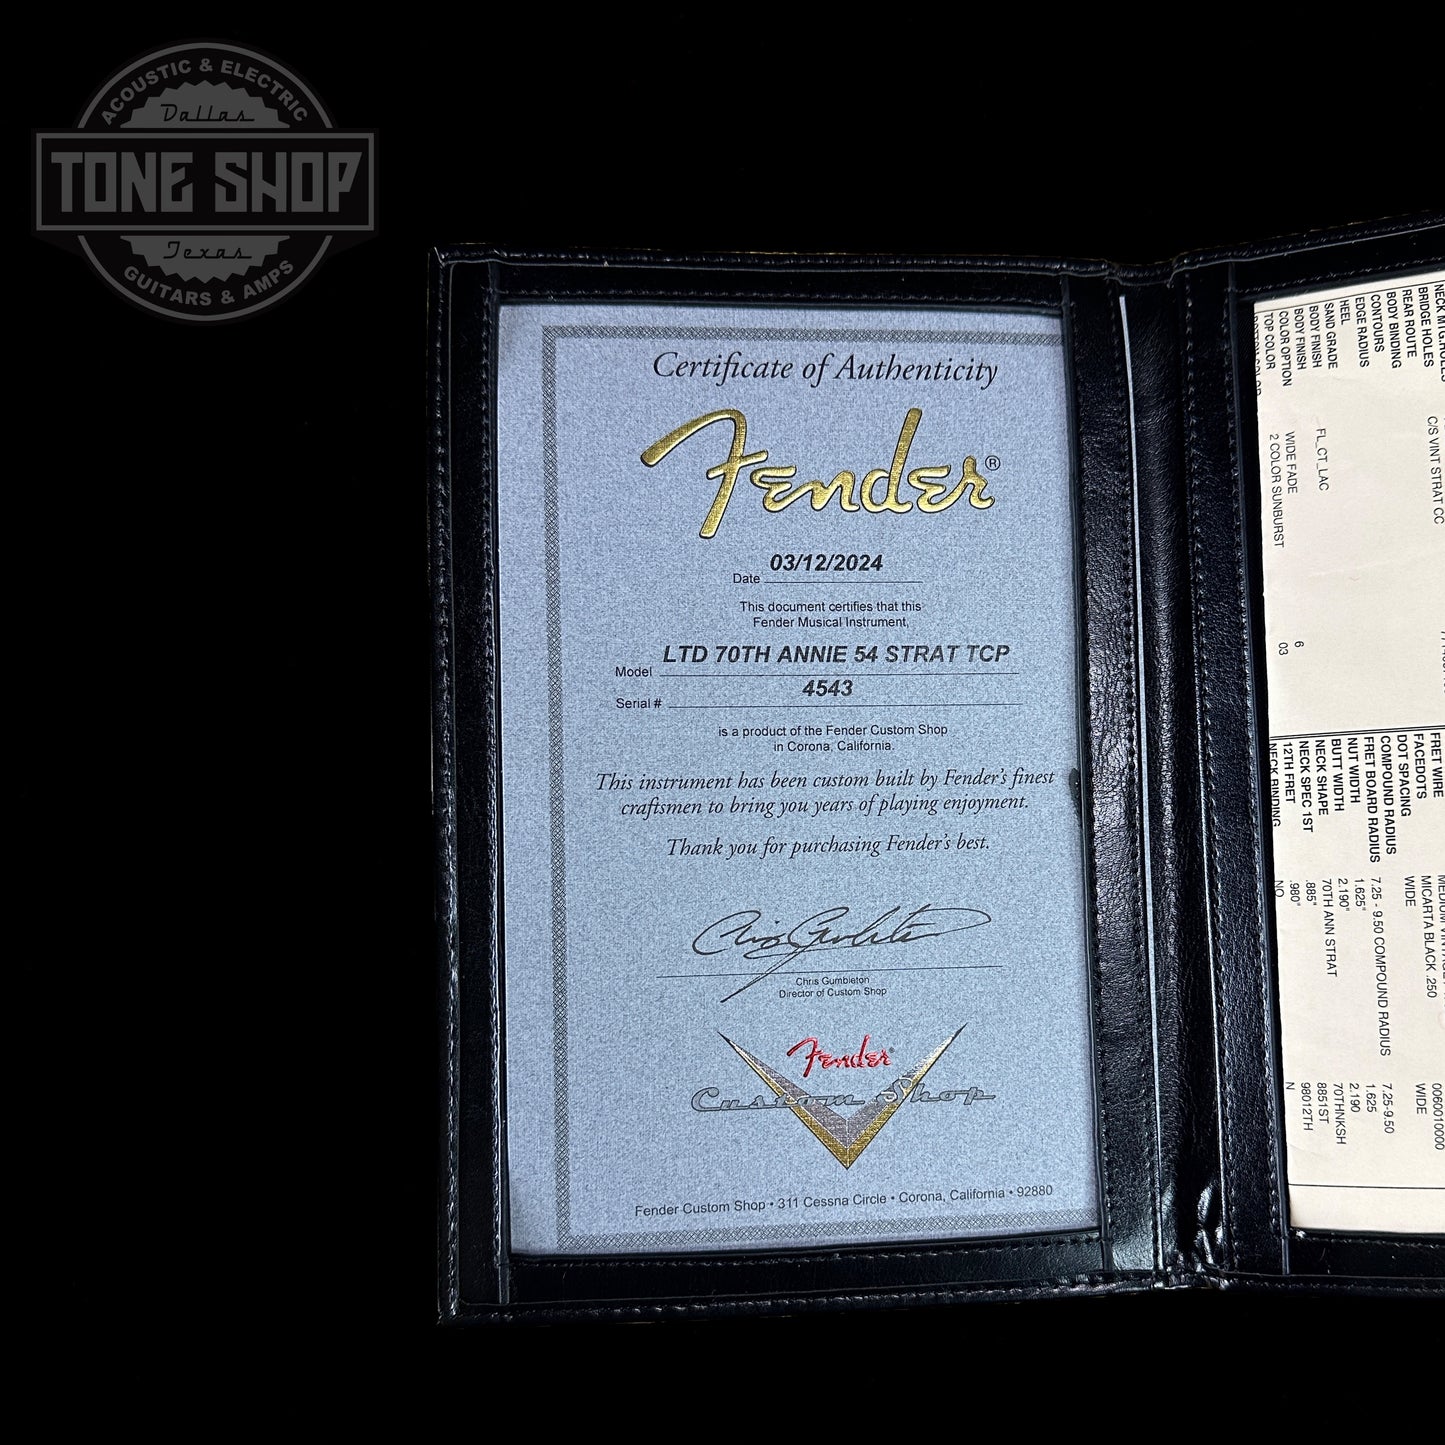 ACOUSTIC & ELECTRIC
Dallas
TONE SHOP
Texas
GUITARS & AMPS
Certificate of Authenticity
Fender®
Date 03/12/2024
This document certifies that this
Fender Musical Instrument,
Model LTD 70TH ANNIE 54 STRAT TCP
Serial # 4543
is a product of the Fender Custom Shop
in Corona, California.
This instrument has been custom built by Fender's finest
craftsmen to bring you years of playing enjoyment.
Thank you for purchasing Fender's best.
Chris Gumbleton
Director of Custom Shop
Fender®
Custom Shop
Fender Custom Shop • 311 Cessna Circle • Corona, California • 92880
BRIDGE HOLES C/S VINT STRAT CC
REAR ROUTE
BODY BINDING
CONTOURS
EDGE RADIUS
HEEL
SAND GRADE
BODY FINISH FL_CT_LAC
BODY FINISH 6
COLOR OPTION WIDE FADE 03
TOP COLOR 2 COLOR SUNBURST
FRET WIRE 0060010000
FACEDOTS MICARTA BLACK .250
DOT SPACING WIDE WIDE
COMPOUND RADIUS
FRET BOARD RADIUS 7.25 - 9.50 COMPOUND RADIUS 7.25-9.50
NUT WIDTH 1.625" 1.625
BUTT WIDTH 2.190" 2.190
NECK SHAPE 70TH ANN STRAT 70THNKSH
NECK SPEC 1ST .885" 8851ST
12TH FRET .980" 98012TH
NECK BINDING NO N